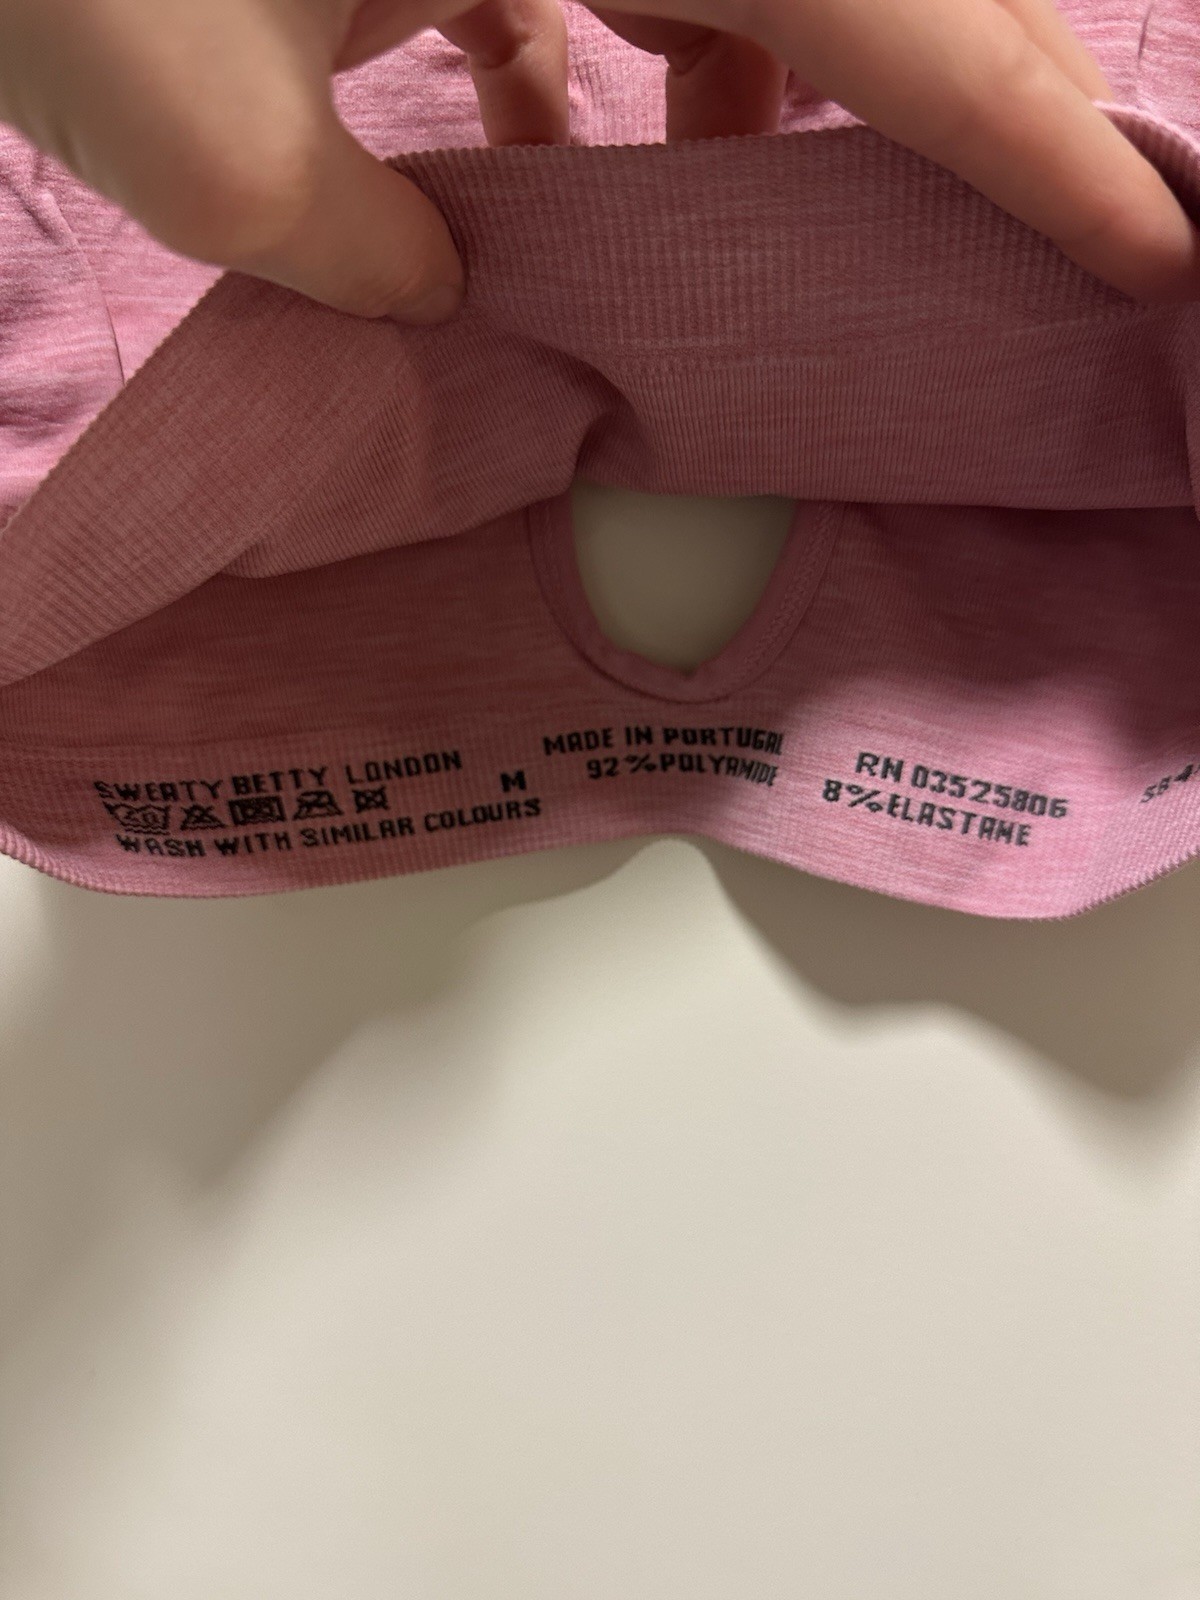 SWEATY BETTY LONDON
M
WASH WITH SIMILAR COLOURS
MADE IN PORTUGAL
92%POLYAMIDE
RN 03525806
8%ELASTANE